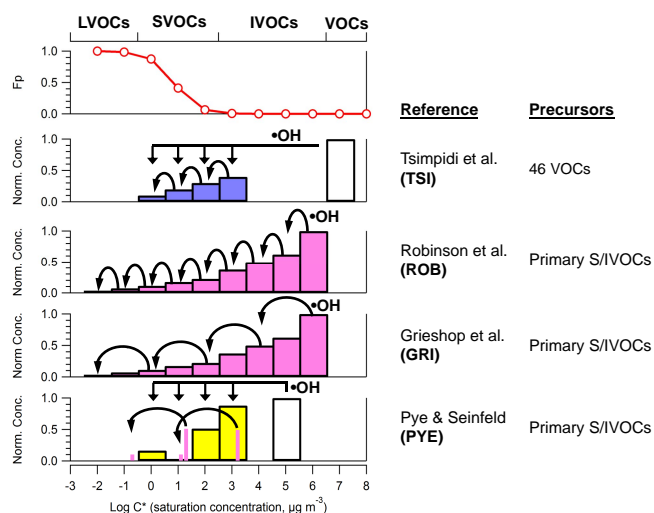 LVOCs SVOCs IVOCs VOCs
1.0
0.5
0.0
Fp
Reference Precursors
•OH
1.0
0.5
0.0
Norm. Conc.
Tsimpidi et al.
(TSI)
46 VOCs
•OH
1.0
0.5
0.0
Norm. Conc.
Robinson et al.
(ROB)
Primary S/IVOCs
•OH
1.0
0.5
0.0
Norm Conc.
Grieshop et al.
(GRI)
Primary S/IVOCs
•OH
1.0
0.5
0.0
Norm. Conc.
Pye & Seinfeld
(PYE)
Primary S/IVOCs
-3 -2 -1 0 1 2 3 4 5 6 7 8
Log C* (saturation concentration, µg m-3)